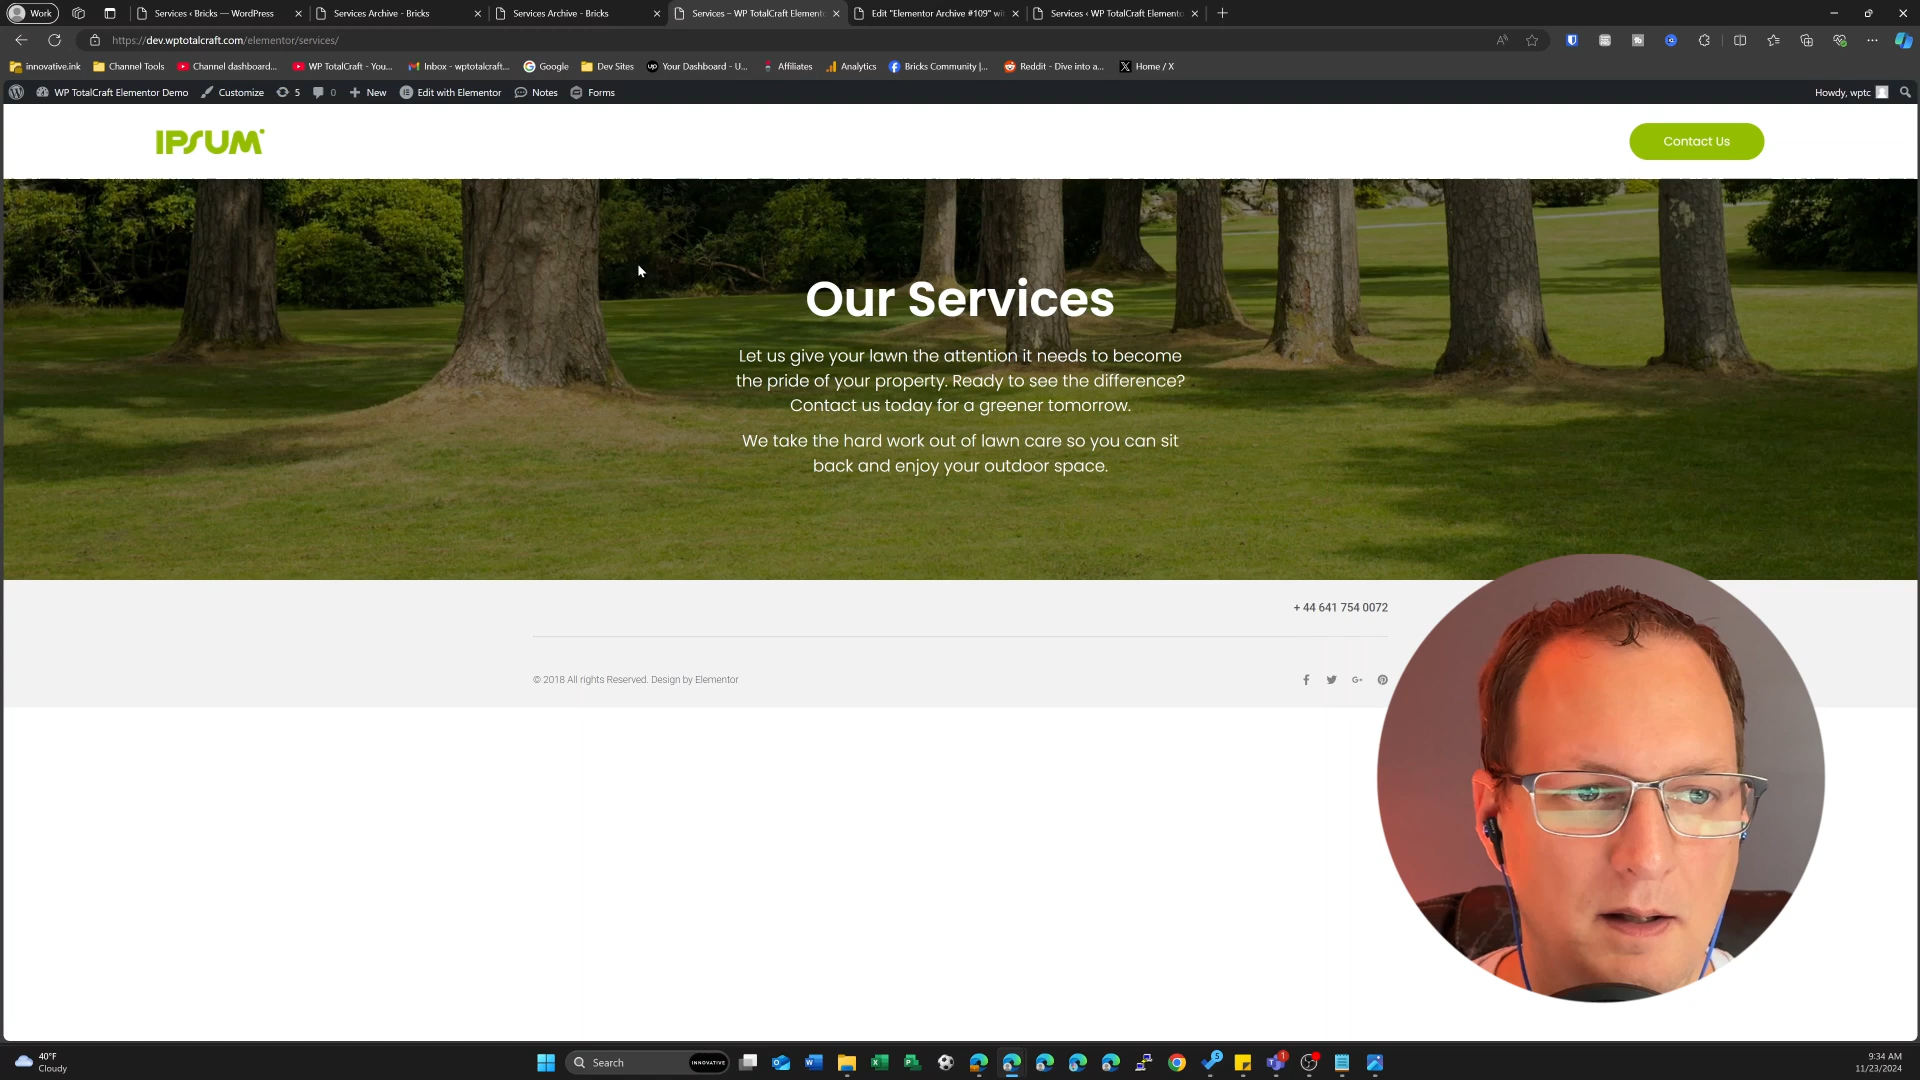 Work
Services ‹ Bricks — WordPress
Services Archive - Bricks
Services Archive - Bricks
Services – WP TotalCraft Element
Edit "Elementor Archive #109" wi
Services ‹ WP TotalCraft Elemento
https://dev.wptotalcraft.com/elementor/services/
innovative.ink
Channel Tools
Channel dashboard...
WP TotalCraft - You...
Inbox - wptotalcraft...
Google
Dev Sites
Your Dashboard - U...
Affiliates
Analytics
Bricks Community |...
Reddit - Dive into a...
Home / X
WP TotalCraft Elementor Demo
Customize
5
0
New
Edit with Elementor
Notes
Forms
Howdy, wptc
IPSUM
Contact Us
Our Services
Let us give your lawn the attention it needs to become
the pride of your property. Ready to see the difference?
Contact us today for a greener tomorrow.
We take the hard work out of lawn care so you can sit
back and enjoy your outdoor space.
+ 44 641 754 0072
© 2018 All rights Reserved. Design by Elementor
40°F
Cloudy
Search
INNOVATIVE
9:34 AM
11/23/2024